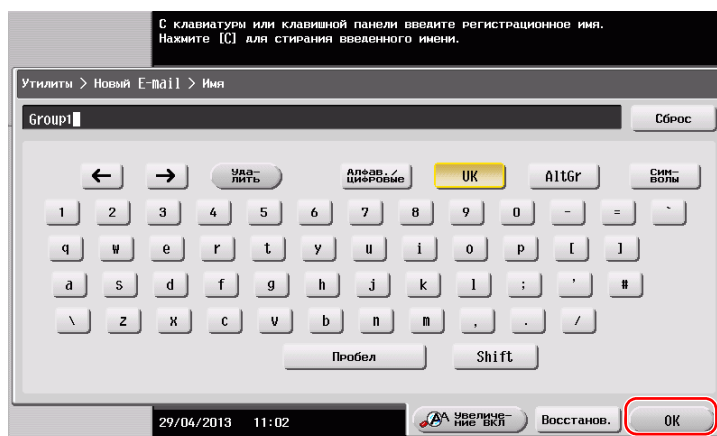 С клавиатуры или клавишной панели введите регистрационное имя.
Нажмите [C] для стирания введенного имени.
Утилиты > Новый E-mail > Имя
Group1
Сброс
← → Уда-
лить
Алфав./
цифровые
UK AltGr Сим-
волы
1 2 3 4 5 6 7 8 9 0 - = `
q w e r t y u i o p [ ]
a s d f g h j k l ; ' #
\ z x c v b n m , . /
Пробел Shift
29/04/2013 11:02
Увеличе-
ние вкл
Восстанов. OK